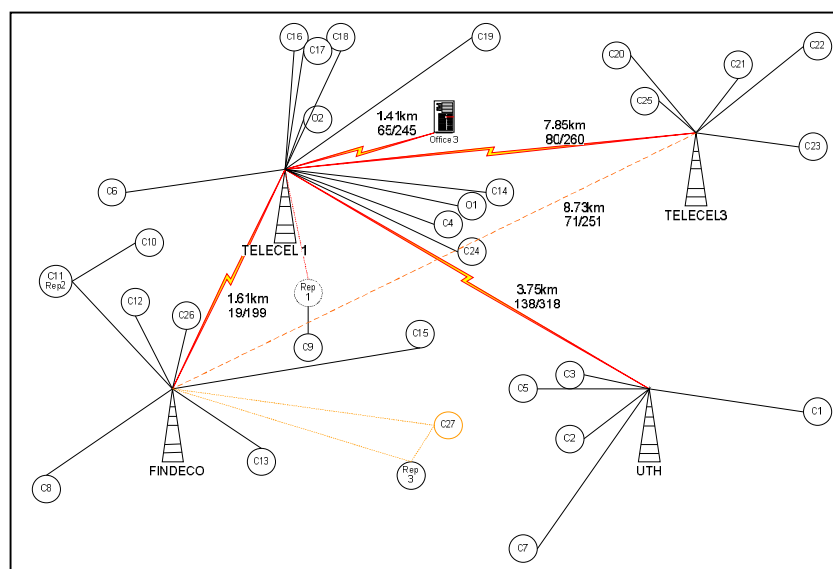 C16
C17
C18
C19
C22
C20
C21
C25
1.41km
65/245
Office 3
7.85km
80/260
O2
C23
C6
C14
O1
C4
C24
TELECEL 1
TELECEL3
8.73km
71/251
C10
C11
Rep2
Rep
1
3.75km
138/318
1.61km
19/199
C12
C26
C15
C9
C3
C5
C1
C27
C2
C13
Rep
3
FINDECO
UTH
C8
C7